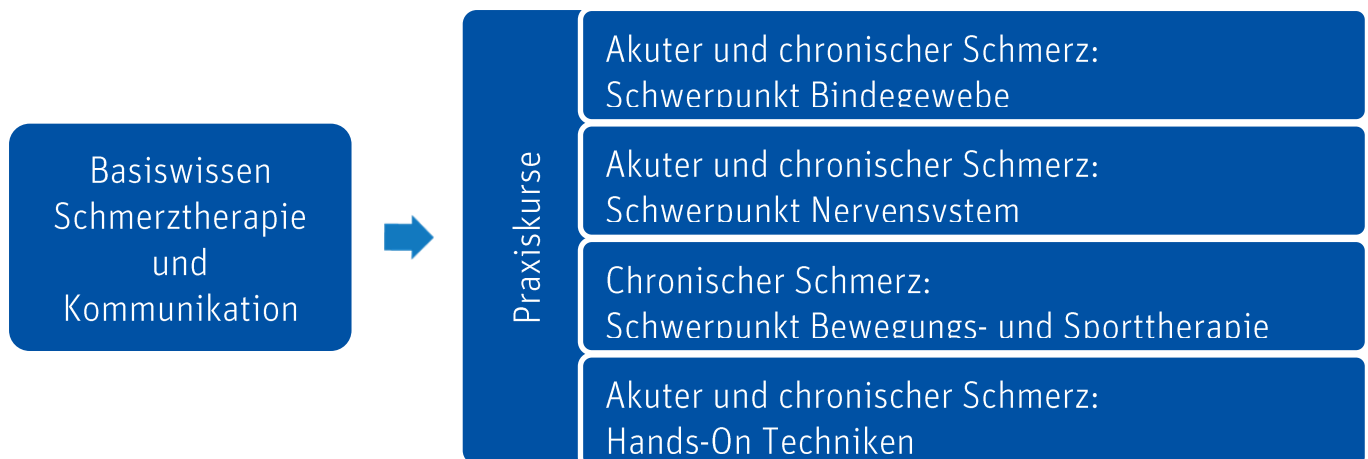 Basiswissen
Schmerztherapie
und
Kommunikation
Praxiskurse
Akuter und chronischer Schmerz:
Schwerpunkt Bindegewebe
Akuter und chronischer Schmerz:
Schwerpunkt Nervensystem
Chronischer Schmerz:
Schwerpunkt Bewegungs- und Sporttherapie
Akuter und chronischer Schmerz:
Hands-On Techniken